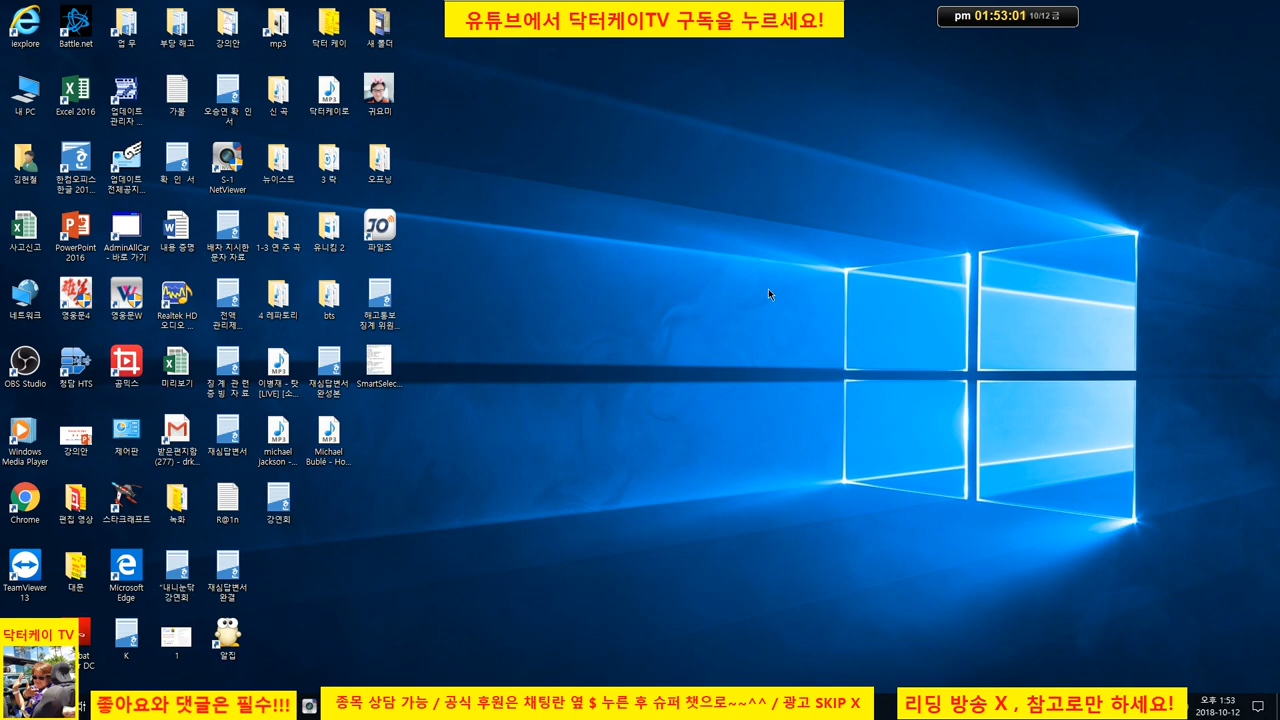 유튜브에서 닥터케이TV 구독을 누르세요!
pm 01:53:01 10/12 금
iexplore
Battle.net
업 무
부당 해고
강의안
mp3
닥터 케이
새 폴더
내 PC
Excel 2016
업데이트
관리자 ...
가불
오승연 확 인
서
신 곡
닥터케이로
귀요미
김현철
한컴오피스
한글 201...
업데이트
전체공지...
확 인 서
S-1
NetViewer
뉴이스트
3 락
오프닝
사고신고
PowerPoint
2016
AdminAllCar
- 바로 가기
내용 증명
배차 지시한
문자 자료
1-3 연 주 곡
유니컴 2
파일조
네트워크
영웅문4
영웅문W
Realtek HD
오디오 ...
전액
관리제...
4 레파토리
bts
해고통보
징계 위원...
OBS Studio
청담 HTS
곰믹스
미리보기
징 계 관 련
증 빙 자 료
이병재 - 탓
[LIVE] [소...
재심답변서
완성본
SmartSelec...
Windows
Media Player
강의안
제어판
받은편지함
(277) - drk...
재심답변서
michael
jackson -...
Michael
Bublé - Ho...
Chrome
편집 영상
스타크래프트
녹화
R@1n
강연회
TeamViewer
13
대문
Microsoft
Edge
"내니눈닦
강연회
재심답변서
완결
닥터케이 TV
bat
DC
K
1
알집
좋아요와 댓글은 필수!!!
종목 상담 가능 / 공식 후원은 채팅란 옆 $ 누른 후 슈퍼 챗으로~~^^ / 광고 SKIP X
리딩 방송 X , 참고로만 하세요!
오후 1:53
2018-10-12